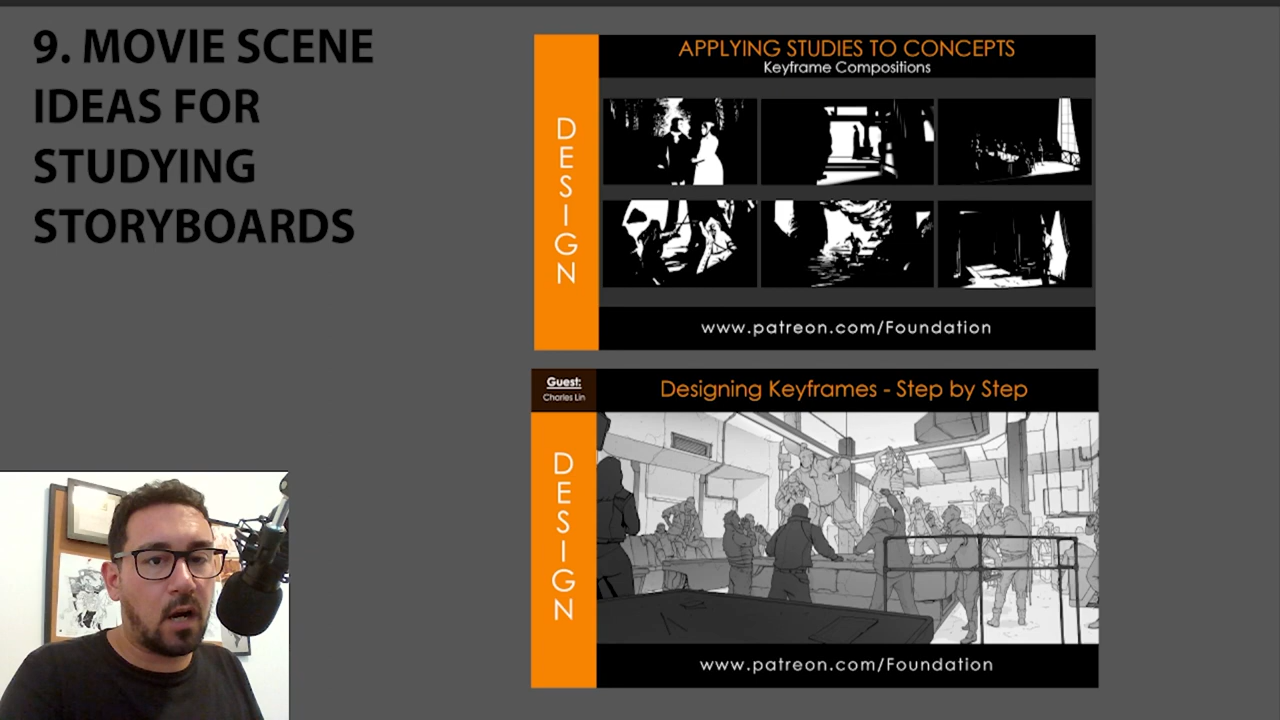 9. MOVIE SCENE
IDEAS FOR
STUDYING
STORYBOARDS
APPLYING STUDIES TO CONCEPTS
Keyframe Compositions
DESIGN
www.patreon.com/Foundation
Guest:
Charles Lin
Designing Keyframes - Step by Step
DESIGN
www.patreon.com/Foundation